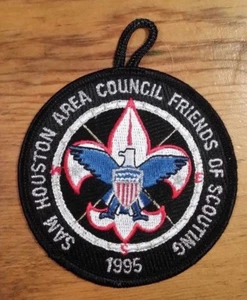 SAM HOUSTON AREA COUNCIL FRIENDS OF SCOUTING
1995
E
S